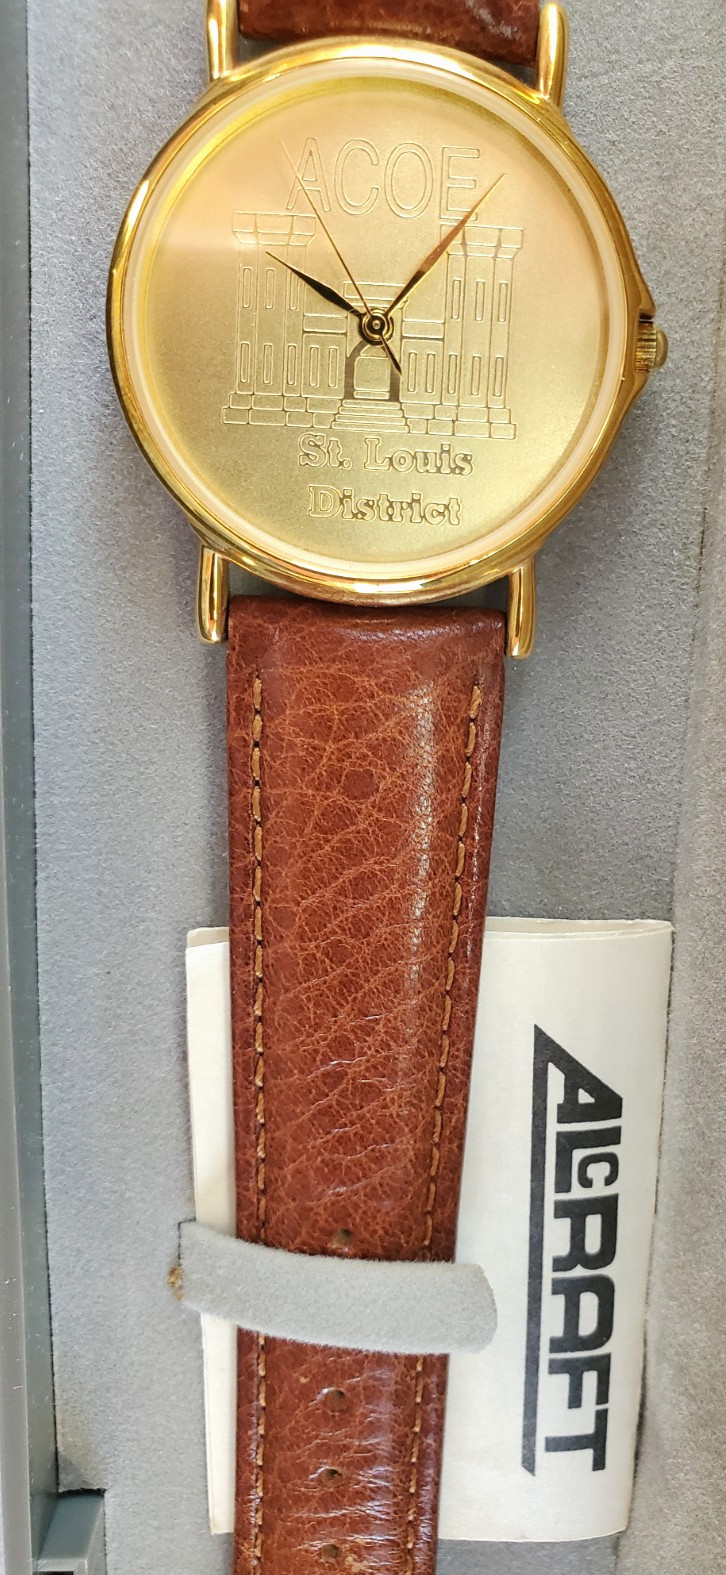 ACOE
St. Louis
District
ALCRAFT